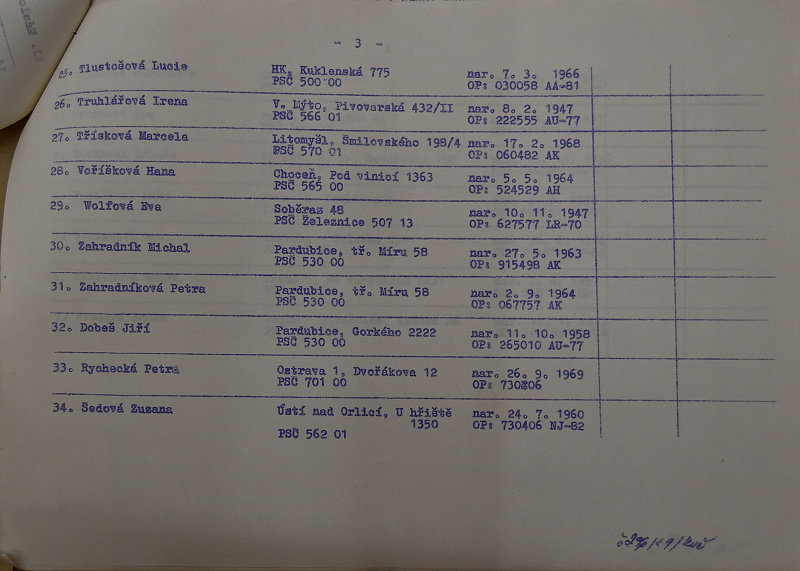 - 3 -
25. Tlustošová Lucie HK, Kuklenská 775 nar. 7. 3. 1966
PSČ 500 00 OP: 030058 AA-81
26. Truhlářová Irena V. Mýto, Pivovarská 432/II nar. 8. 2. 1947
PSČ 566 01 OP: 222555 AU-77
27. Třísková Marcela Litomyšl, Šmilovského 198/4 nar. 17. 2. 1968
PSČ 570 01 OP: 060482 AK
28. Voříšková Hana Choceň, Pod vinicí 1363 nar. 5. 5. 1964
PSČ 565 00 OP: 524529 AH
29. Wolfová Eva Soběraz 48 nar. 10. 11. 1947
PSČ Železnice 507 13 OP: 627577 LR-70
30. Zahradník Michal Pardubice, tř. Míru 58 nar. 27. 5. 1963
PSČ 530 00 OP: 915498 AK
31. Zahradníková Petra Pardubice, tř. Míru 58 nar. 2. 9. 1964
PSČ 530 00 OP: 067757 AK
32. Dobeš Jiří Pardubice, Gorkého 2222 nar. 11. 10. 1958
PSČ 530 00 OP: 265010 AU-77
33. Rychecká Petra Ostrava 1, Dvořákova 12 nar. 26. 9. 1969
PSČ 701 00 OP:
34. Šedová Zuzana Ústí nad Orlicí, U hřiště nar. 24. 7. 1960
1350 OP: 730406 NJ-82
PSČ 562 01